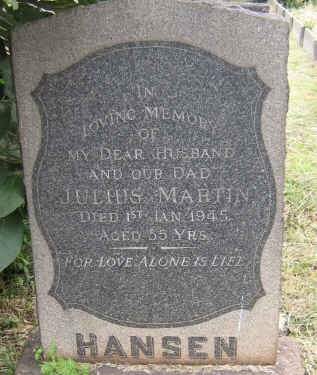 IN
LOVING MEMORY
OF
MY DEAR HUSBAND
AND OUR DAD
JULIUS MARTIN
DIED 1ST JAN. 1945.
AGED 55 YRS.
FOR LOVE ALONE IS LIFE
HANSEN